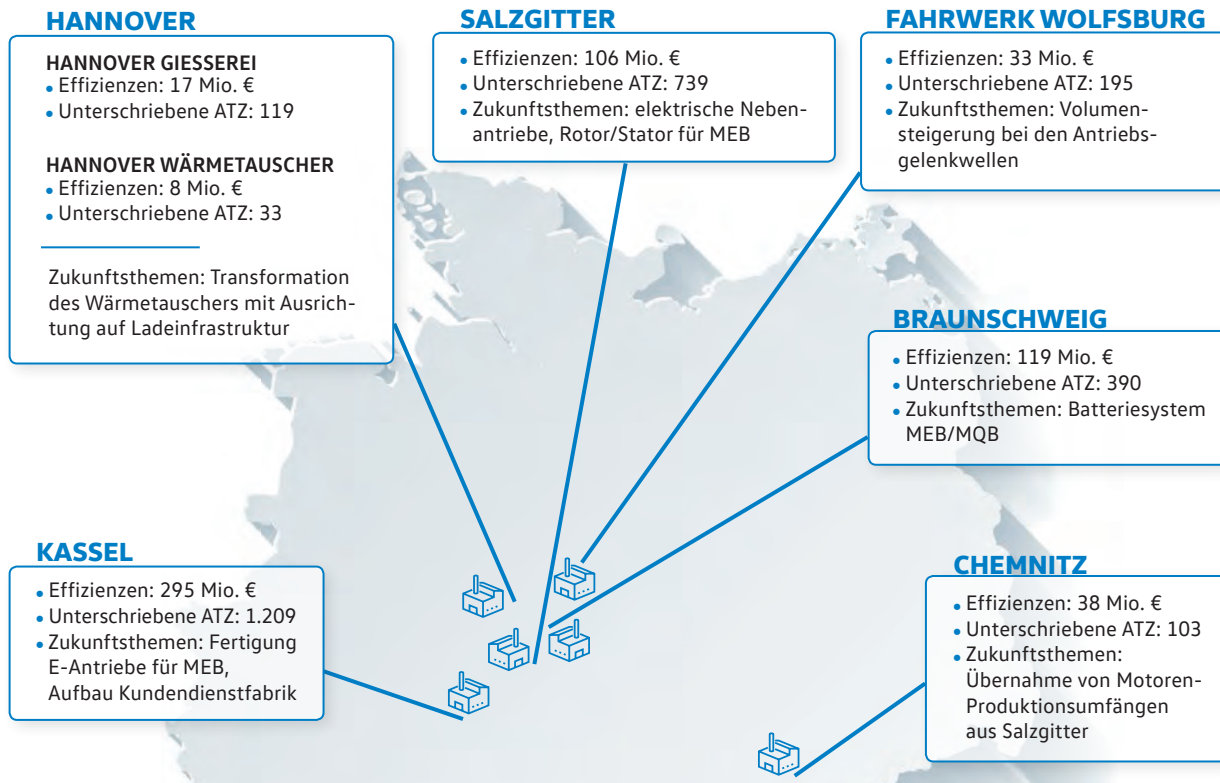 HANNOVER
HANNOVER GIESSEREI
• Effizienzen: 17 Mio. €
• Unterschriebene ATZ: 119
HANNOVER WÄRMETAUSCHER
• Effizienzen: 8 Mio. €
• Unterschriebene ATZ: 33
Zukunftsthemen: Transformation
des Wärmetauschers mit Ausrich-
tung auf Ladeinfrastruktur
SALZGITTER
• Effizienzen: 106 Mio. €
• Unterschriebene ATZ: 739
• Zukunftsthemen: elektrische Neben-
antriebe, Rotor/Stator für MEB
FAHRWERK WOLFSBURG
• Effizienzen: 33 Mio. €
• Unterschriebene ATZ: 195
• Zukunftsthemen: Volumen-
steigerung bei den Antriebs-
gelenkwellen
BRAUNSCHWEIG
• Effizienzen: 119 Mio. €
• Unterschriebene ATZ: 390
• Zukunftsthemen: Batteriesystem
MEB/MQB
KASSEL
• Effizienzen: 295 Mio. €
• Unterschriebene ATZ: 1.209
• Zukunftsthemen: Fertigung
E-Antriebe für MEB,
Aufbau Kundendienstfabrik
CHEMNITZ
• Effizienzen: 38 Mio. €
• Unterschriebene ATZ: 103
• Zukunftsthemen:
Übernahme von Motoren-
Produktionsumfängen
aus Salzgitter